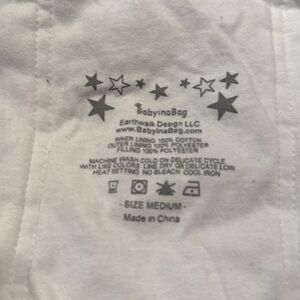 BabyinaBag
Earthwalk Design LLC
www.BabyinaBag.com
INNER LINING 100% COTTON
OUTER LINING 100% POLYESTER
FILLING 100% POLYESTER
MACHINE WASH COLD ON DELICATE CYCLE
WITH LIKE COLORS LINE DRY OR DELICATE LOW
HEAT SETTING NO BLEACH COOL IRON
- SIZE MEDIUM -
Made in China